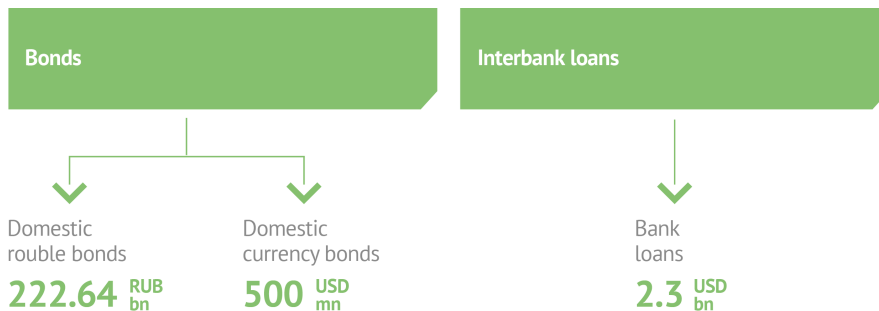 Bonds
Interbank loans
Domestic
rouble bonds
222.64 RUB bn
Domestic
currency bonds
500 USD mn
Bank
loans
2.3 USD bn